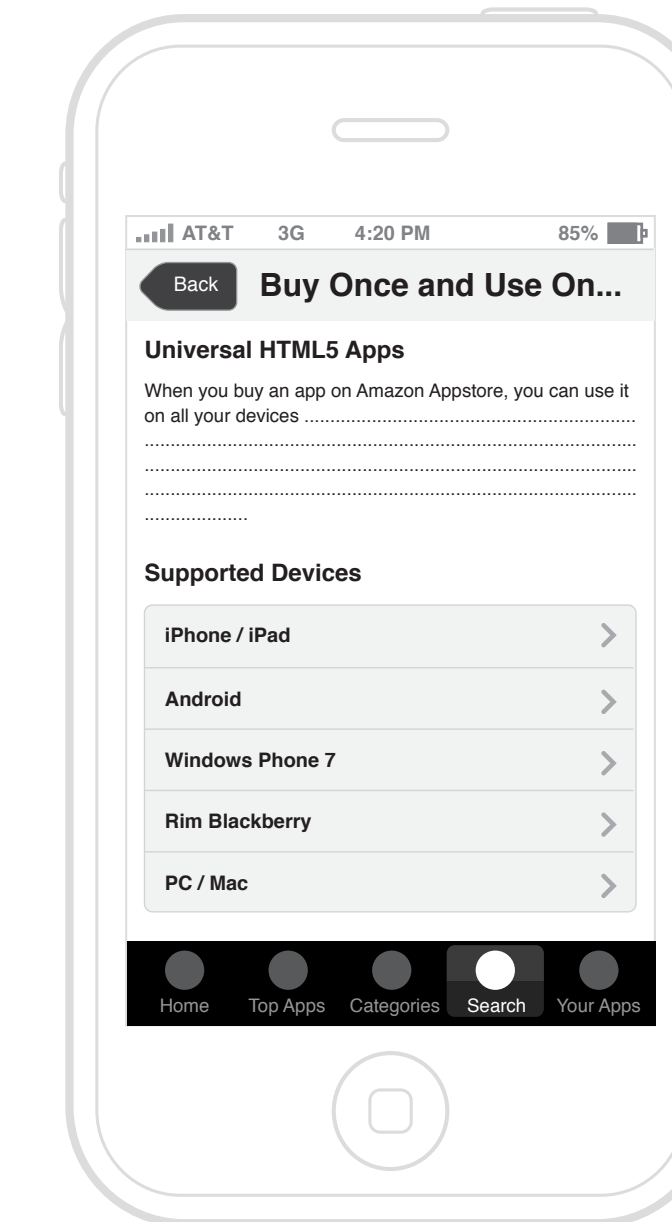 AT&T 3G 4:20 PM 85%
Back Buy Once and Use On...
Universal HTML5 Apps
When you buy an app on Amazon Appstore, you can use it
on all your devices ..................................................................
..................................................................................................
..................................................................................................
..................................................................................................
....................
Supported Devices
iPhone / iPad
Android
Windows Phone 7
Rim Blackberry
PC / Mac
Home Top Apps Categories Search Your Apps